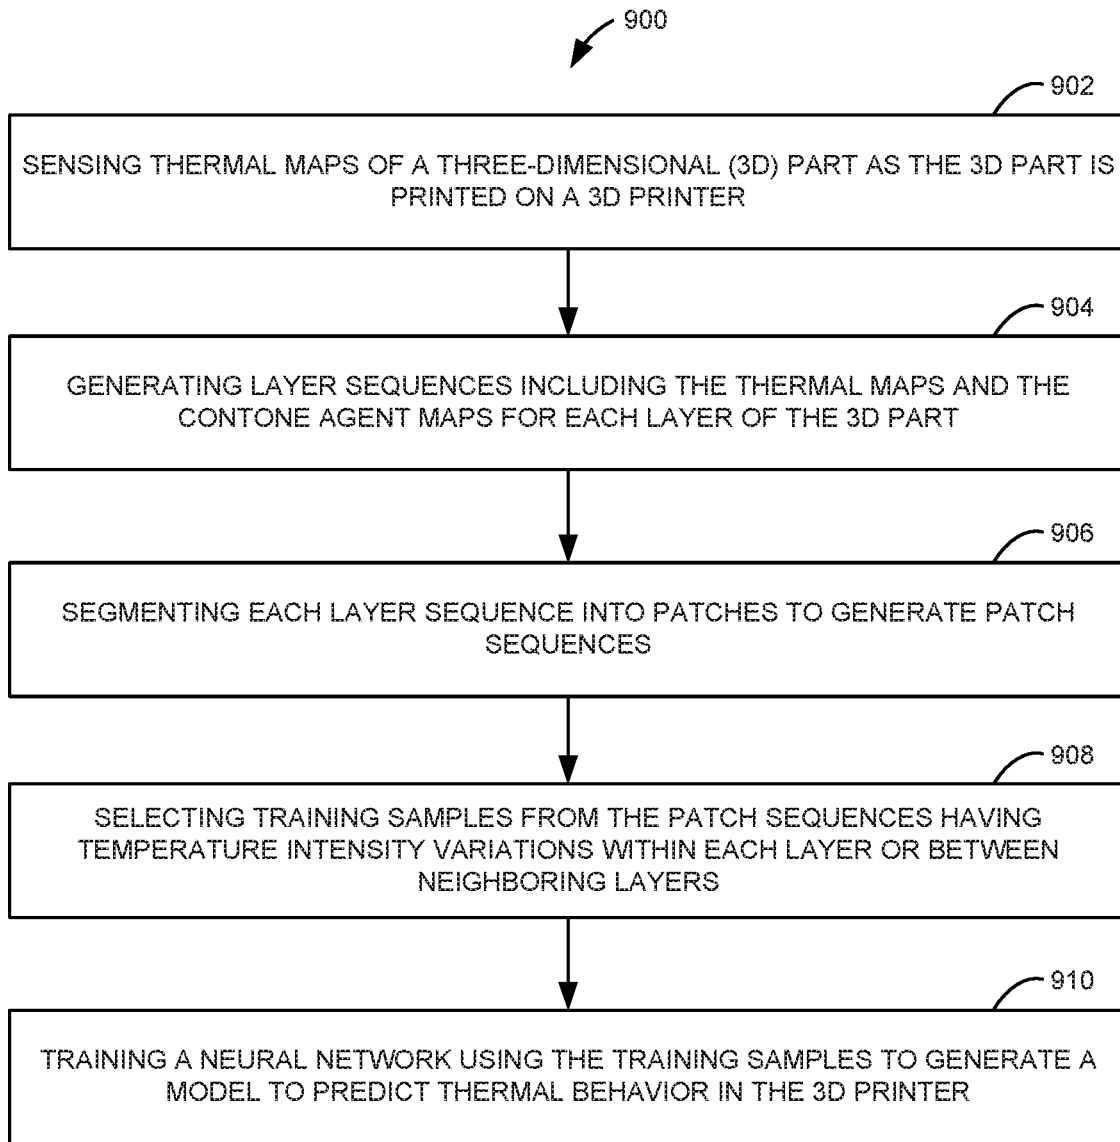 900
902
SENSING THERMAL MAPS OF A THREE-DIMENSIONAL (3D) PART AS THE 3D PART IS
PRINTED ON A 3D PRINTER
904
GENERATING LAYER SEQUENCES INCLUDING THE THERMAL MAPS AND THE
CONTONE AGENT MAPS FOR EACH LAYER OF THE 3D PART
906
SEGMENTING EACH LAYER SEQUENCE INTO PATCHES TO GENERATE PATCH
SEQUENCES
908
SELECTING TRAINING SAMPLES FROM THE PATCH SEQUENCES HAVING
TEMPERATURE INTENSITY VARIATIONS WITHIN EACH LAYER OR BETWEEN
NEIGHBORING LAYERS
910
TRAINING A NEURAL NETWORK USING THE TRAINING SAMPLES TO GENERATE A
MODEL TO PREDICT THERMAL BEHAVIOR IN THE 3D PRINTER